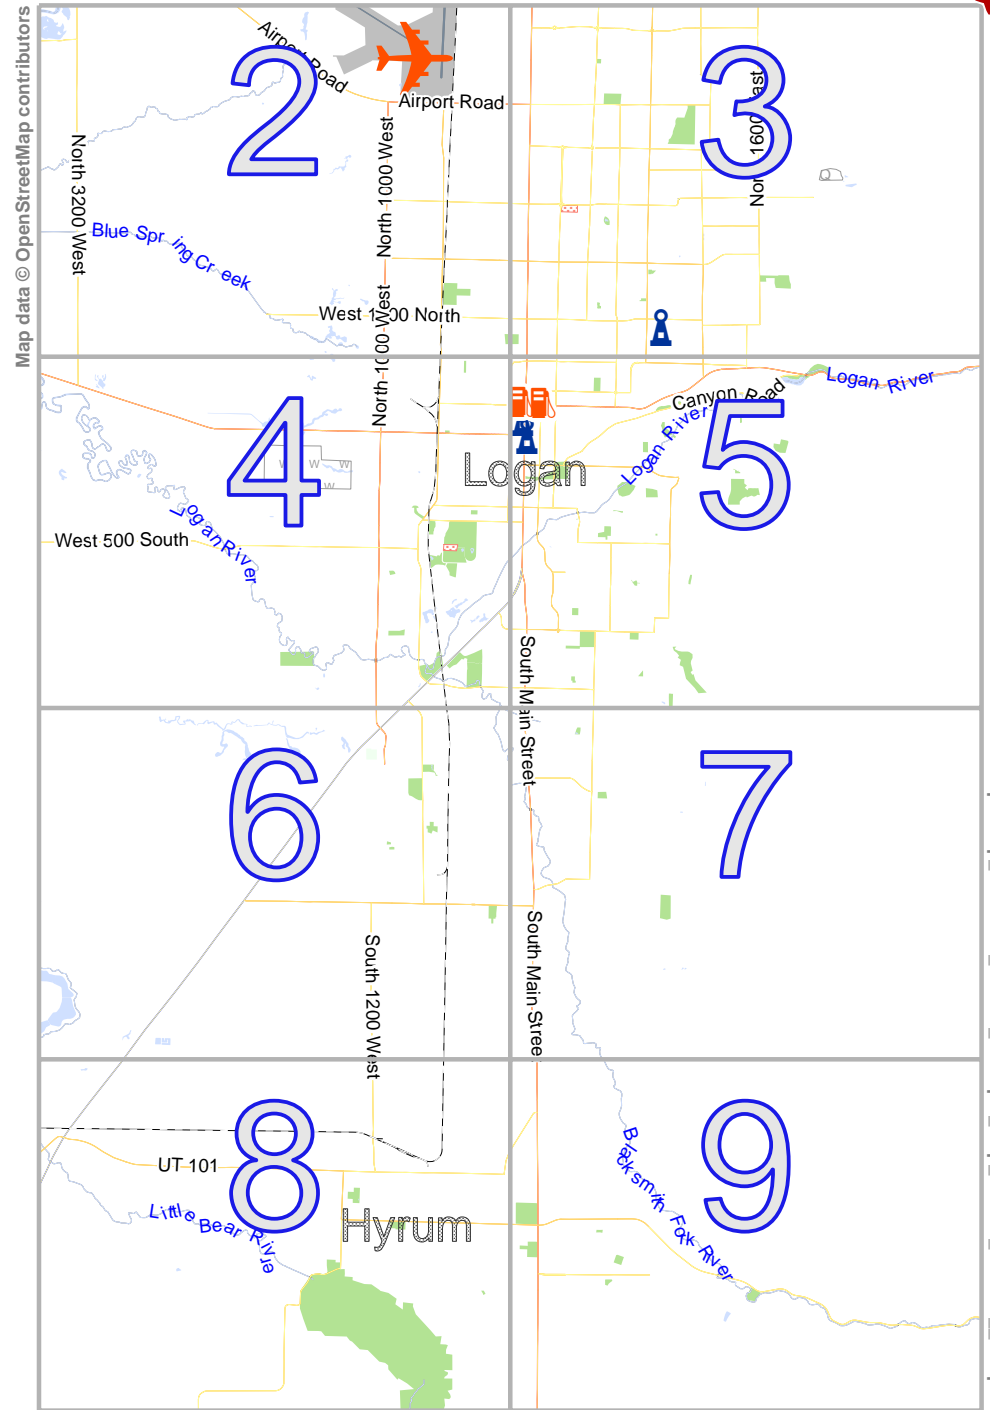 Map data © OpenStreetMap contributors
Airport Road
Airport Road
2
3
North 3200 West
North 1000 West
Blue Spring Creek
West 1400 North
North 1000 West
Logan River
Canyon Road
4
5
Logan River
Logan
Logan River
West 500 South
South Main Street
6
7
South 1200 West
South Main Stree
8
9
UT 101
Little Bear Rive
Hyrum
Blacksmith Fork River